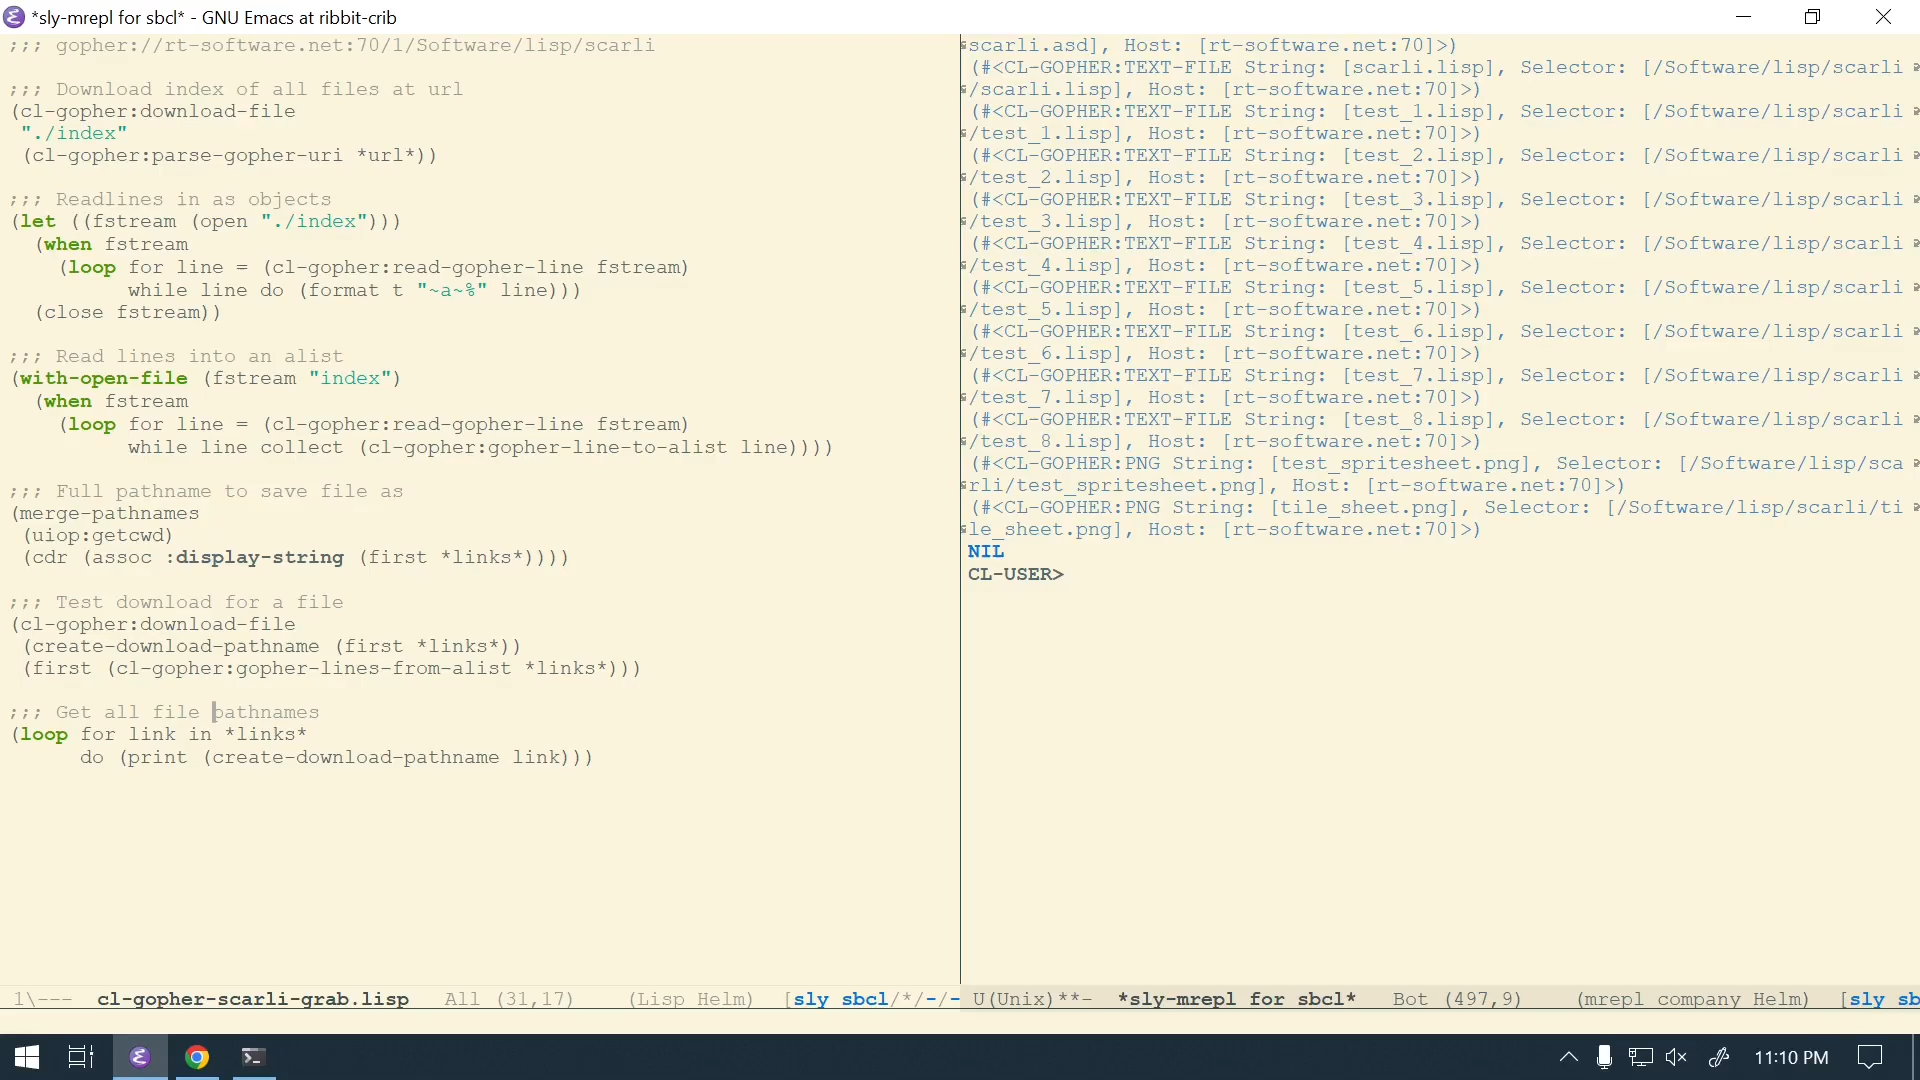 *sly-mrepl for sbcl* - GNU Emacs at ribbit-crib
;;; gopher://rt-software.net:70/1/Software/lisp/scarli
;;; Download index of all files at url
(cl-gopher:download-file
"./index"
(cl-gopher:parse-gopher-uri *url*))
;;; Readlines in as objects
(let ((fstream (open "./index")))
(when fstream
(loop for line = (cl-gopher:read-gopher-line fstream)
while line do (format t "~a~%" line)))
(close fstream))
;;; Read lines into an alist
(with-open-file (fstream "index")
(when fstream
(loop for line = (cl-gopher:read-gopher-line fstream)
while line collect (cl-gopher:gopher-line-to-alist line))))
;;; Full pathname to save file as
(merge-pathnames
(uiop:getcwd)
(cdr (assoc :display-string (first *links*))))
;;; Test download for a file
(cl-gopher:download-file
(create-download-pathname (first *links*))
(first (cl-gopher:gopher-lines-from-alist *links*)))
;;; Get all file pathnames
(loop for link in *links*
do (print (create-download-pathname link)))
1\--- cl-gopher-scarli-grab.lisp All (31,17) (Lisp Helm) [sly sbcl/*/-/-
scarli.asd], Host: [rt-software.net:70]>)
(#<CL-GOPHER:TEXT-FILE String: [scarli.lisp], Selector: [/Software/lisp/scarli
/scarli.lisp], Host: [rt-software.net:70]>)
(#<CL-GOPHER:TEXT-FILE String: [test_1.lisp], Selector: [/Software/lisp/scarli
/test_1.lisp], Host: [rt-software.net:70]>)
(#<CL-GOPHER:TEXT-FILE String: [test_2.lisp], Selector: [/Software/lisp/scarli
/test_2.lisp], Host: [rt-software.net:70]>)
(#<CL-GOPHER:TEXT-FILE String: [test_3.lisp], Selector: [/Software/lisp/scarli
/test_3.lisp], Host: [rt-software.net:70]>)
(#<CL-GOPHER:TEXT-FILE String: [test_4.lisp], Selector: [/Software/lisp/scarli
/test_4.lisp], Host: [rt-software.net:70]>)
(#<CL-GOPHER:TEXT-FILE String: [test_5.lisp], Selector: [/Software/lisp/scarli
/test_5.lisp], Host: [rt-software.net:70]>)
(#<CL-GOPHER:TEXT-FILE String: [test_6.lisp], Selector: [/Software/lisp/scarli
/test_6.lisp], Host: [rt-software.net:70]>)
(#<CL-GOPHER:TEXT-FILE String: [test_7.lisp], Selector: [/Software/lisp/scarli
/test_7.lisp], Host: [rt-software.net:70]>)
(#<CL-GOPHER:TEXT-FILE String: [test_8.lisp], Selector: [/Software/lisp/scarli
/test_8.lisp], Host: [rt-software.net:70]>)
(#<CL-GOPHER:PNG String: [test_spritesheet.png], Selector: [/Software/lisp/sca
rli/test_spritesheet.png], Host: [rt-software.net:70]>)
(#<CL-GOPHER:PNG String: [tile_sheet.png], Selector: [/Software/lisp/scarli/ti
le_sheet.png], Host: [rt-software.net:70]>)
NIL
CL-USER>
U(Unix)**- *sly-mrepl for sbcl* Bot (497,9) (mrepl company Helm) [sly sb
11:10 PM